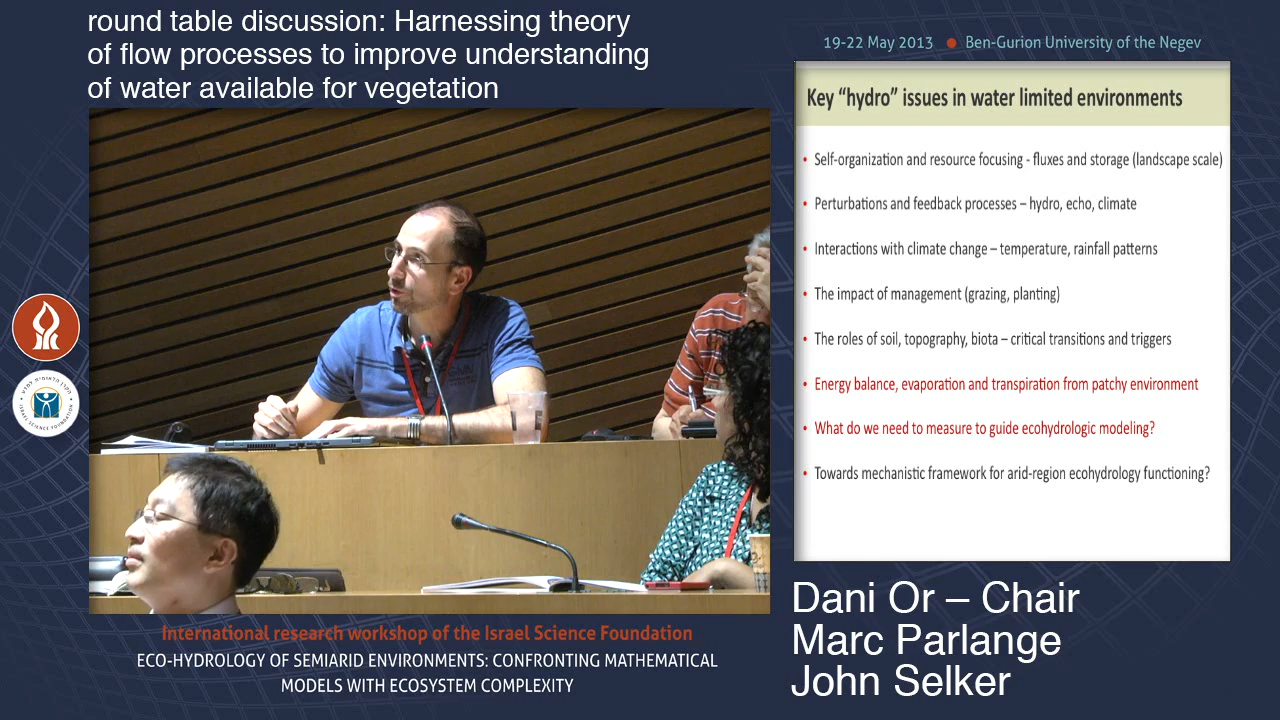 round table discussion: Harnessing theory
of flow processes to improve understanding
of water available for vegetation
19-22 May 2013 ● Ben-Gurion University of the Negev
Key “hydro” issues in water limited environments
• Self-organization and resource focusing - fluxes and storage (landscape scale)
• Perturbations and feedback processes – hydro, echo, climate
• Interactions with climate change – temperature, rainfall patterns
• The impact of management (grazing, planting)
• The roles of soil, topography, biota – critical transitions and triggers
• Energy balance, evaporation and transpiration from patchy environment
• What do we need to measure to guide ecohydrologic modeling?
• Towards mechanistic framework for arid-region ecohydrology functioning?
ISRAEL SCIENCE FOUNDATION
Dani Or – Chair
Marc Parlange
John Selker
International research workshop of the Israel Science Foundation
ECO-HYDROLOGY OF SEMIARID ENVIRONMENTS: CONFRONTING MATHEMATICAL
MODELS WITH ECOSYSTEM COMPLEXITY